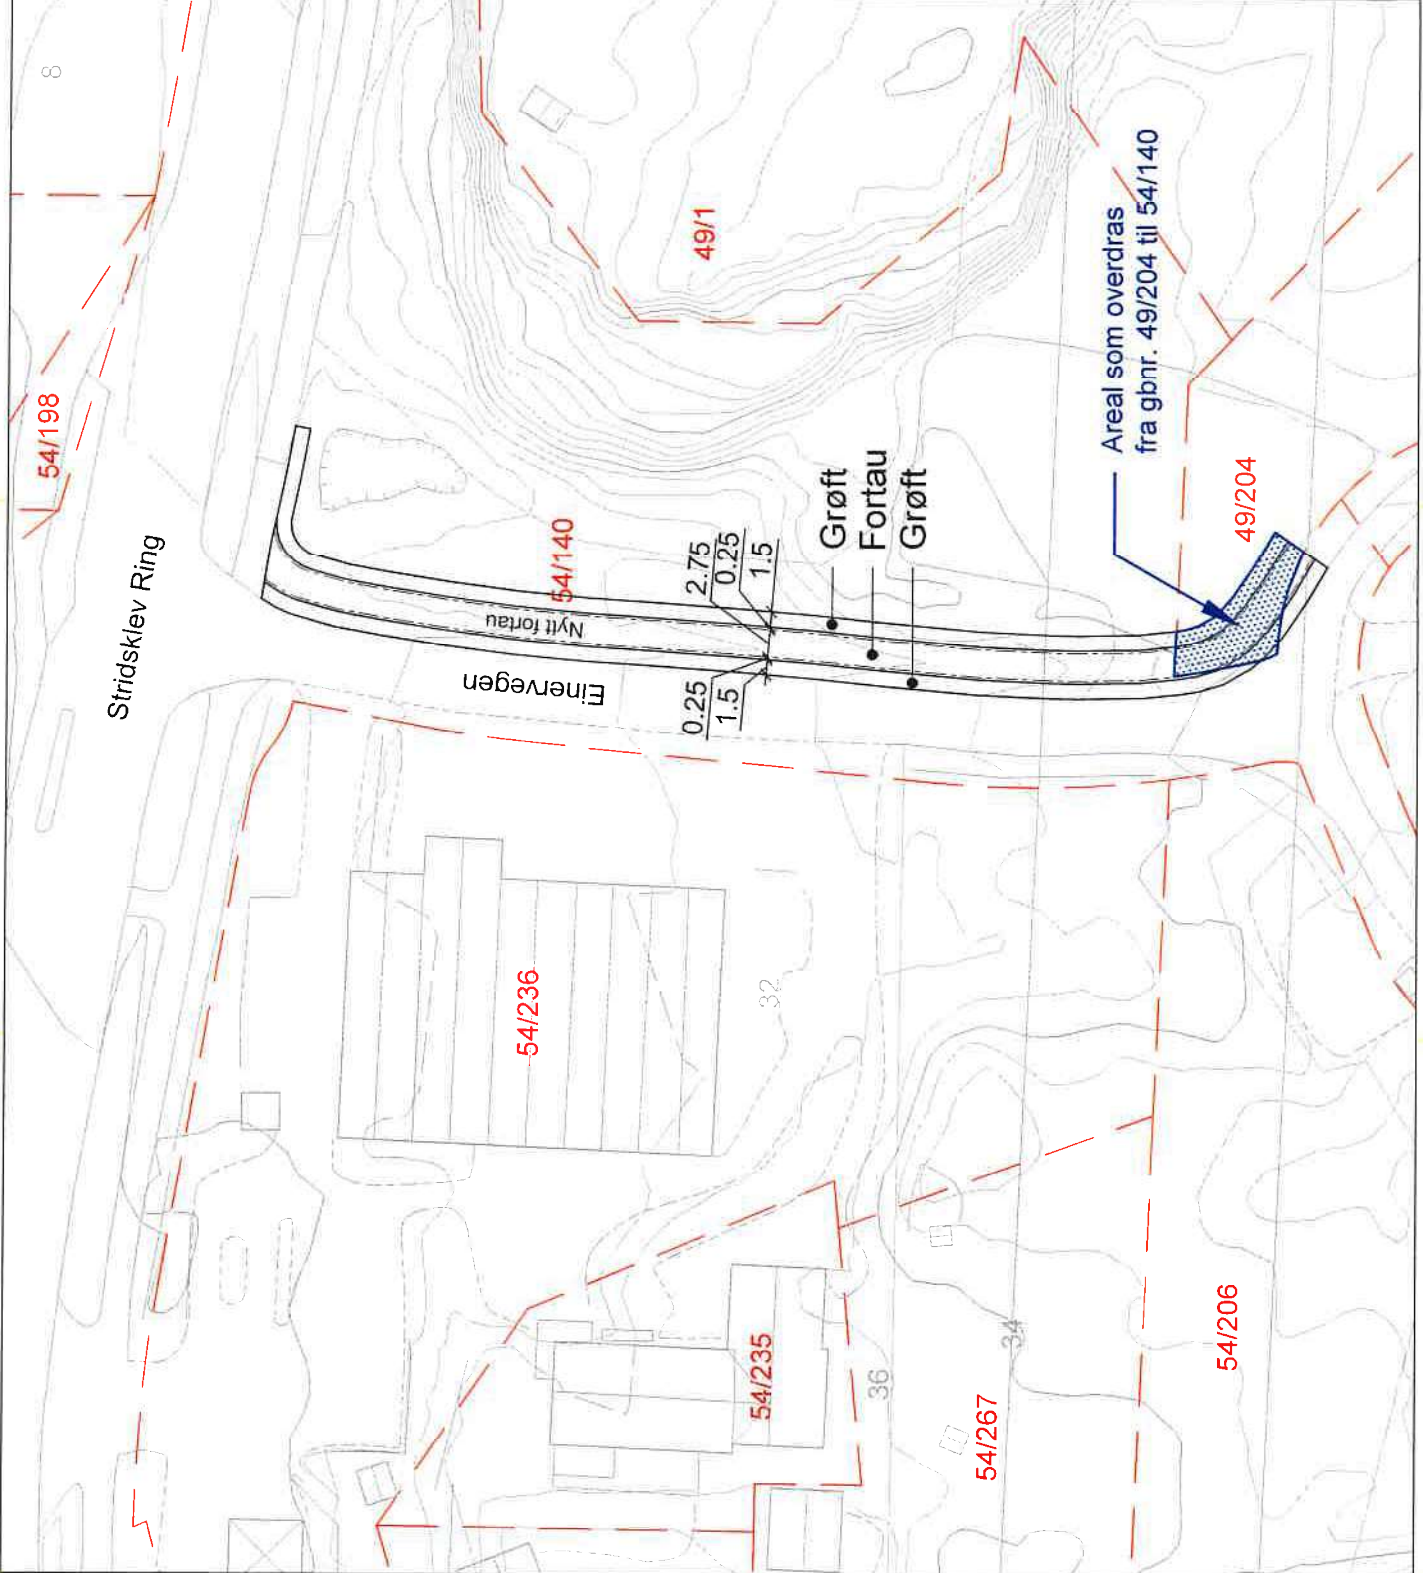 8
54/198
Stridsklev Ring
49/1
54/140
Nytt fortau
Einervegen
2.75
0.25
1.5
0.25
1.5
Grøft
Fortau
Grøft
Areal som overdras
fra gbnr. 49/204 til 54/140
49/204
54/236
32
54/235
36
34
54/267
54/206